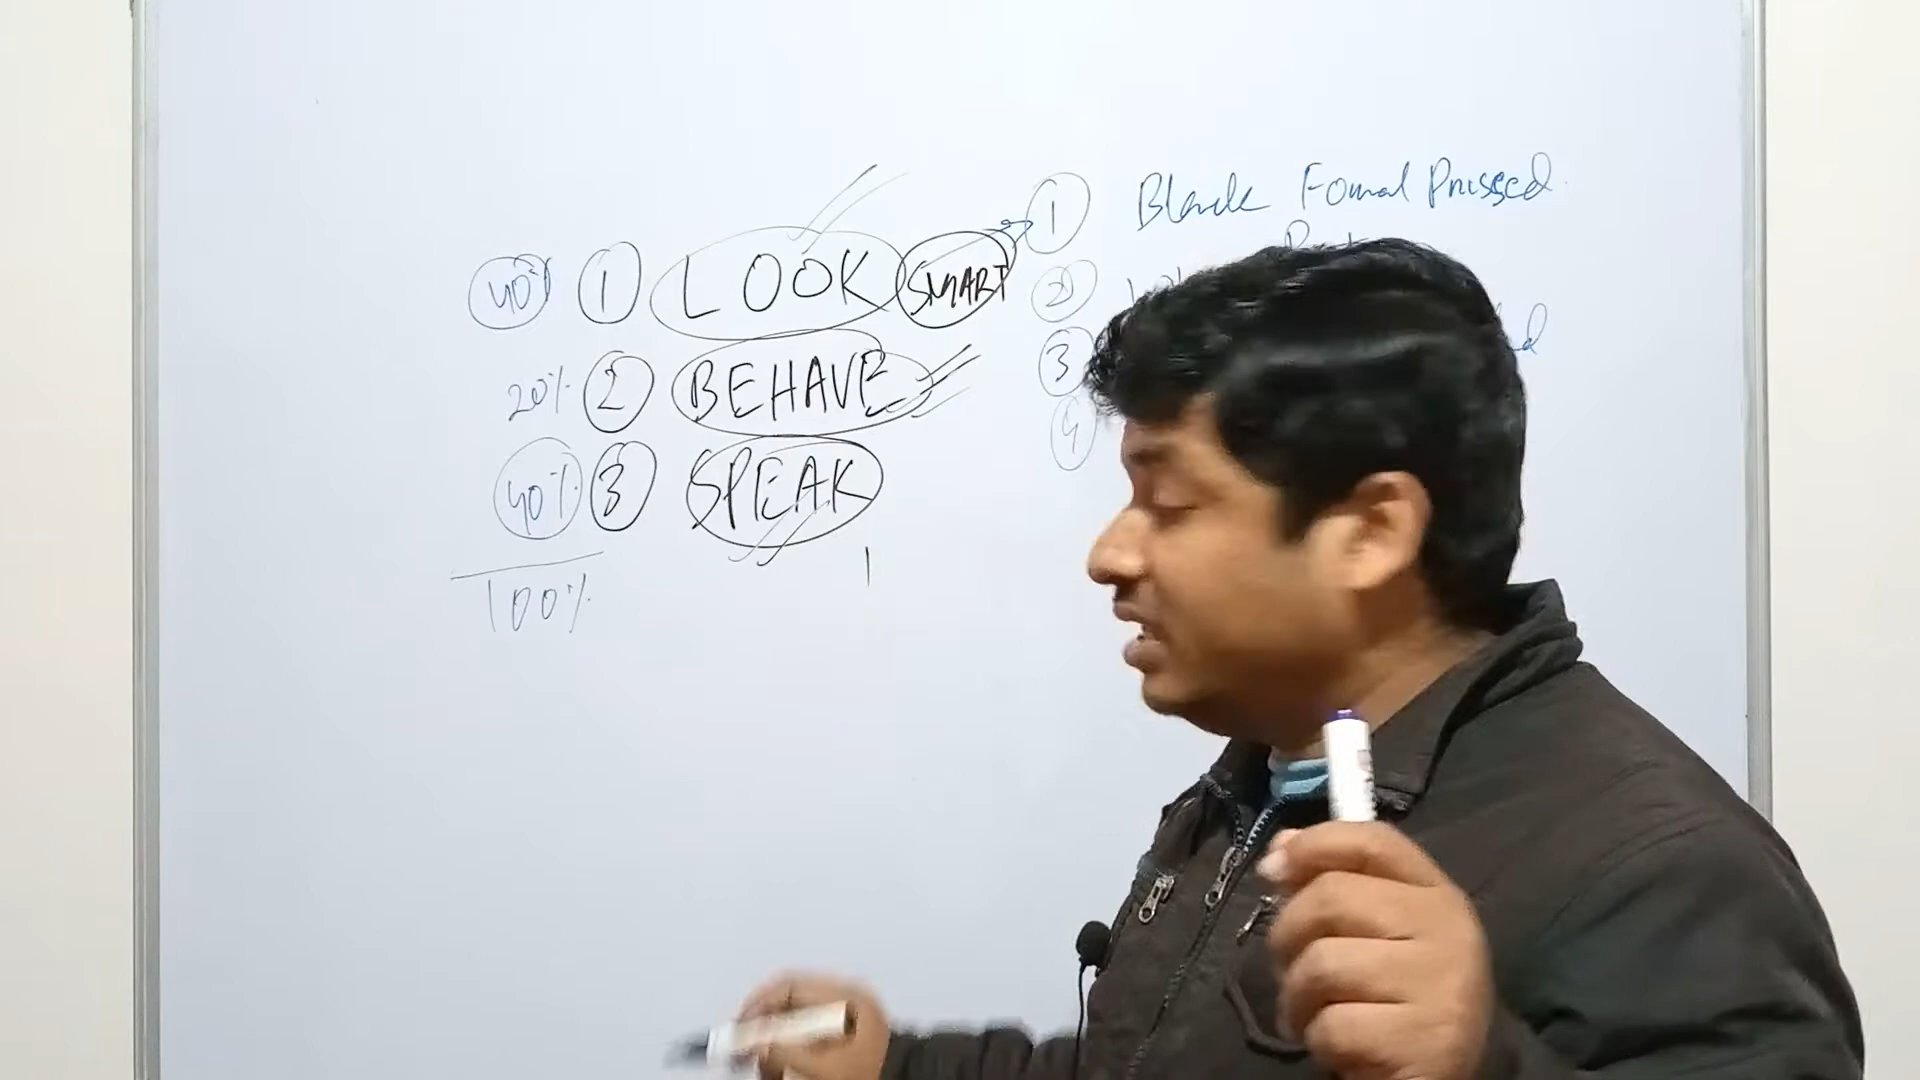 40% 1 LOOK SMART
20% 2 BEHAVE
40% 3 SPEAK
100%
1 Black Formal Pressed
2
3
4